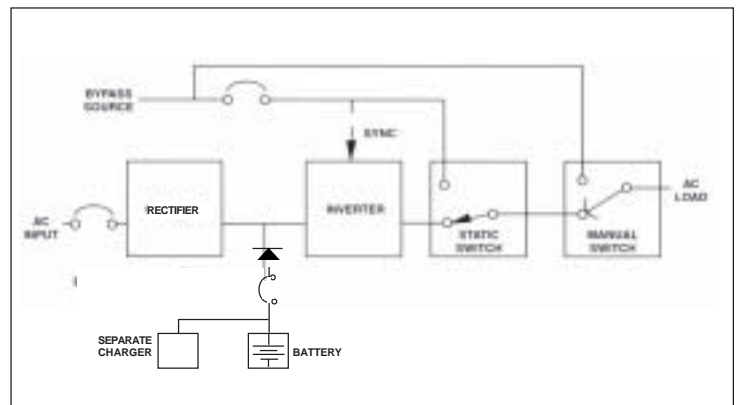 BYPASS
SOURCE
SYNC
AC
INPUT
RECTIFIER
INVERTER
STATIC
SWITCH
MANUAL
SWITCH
AC
LOAD
SEPARATE
CHARGER
BATTERY